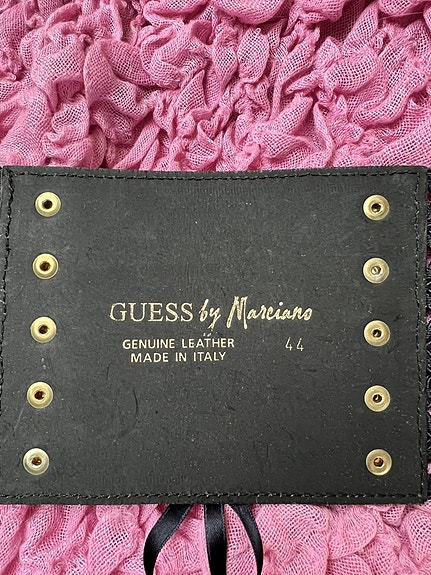 GUESS by Marciano
GENUINE LEATHER 44
MADE IN ITALY